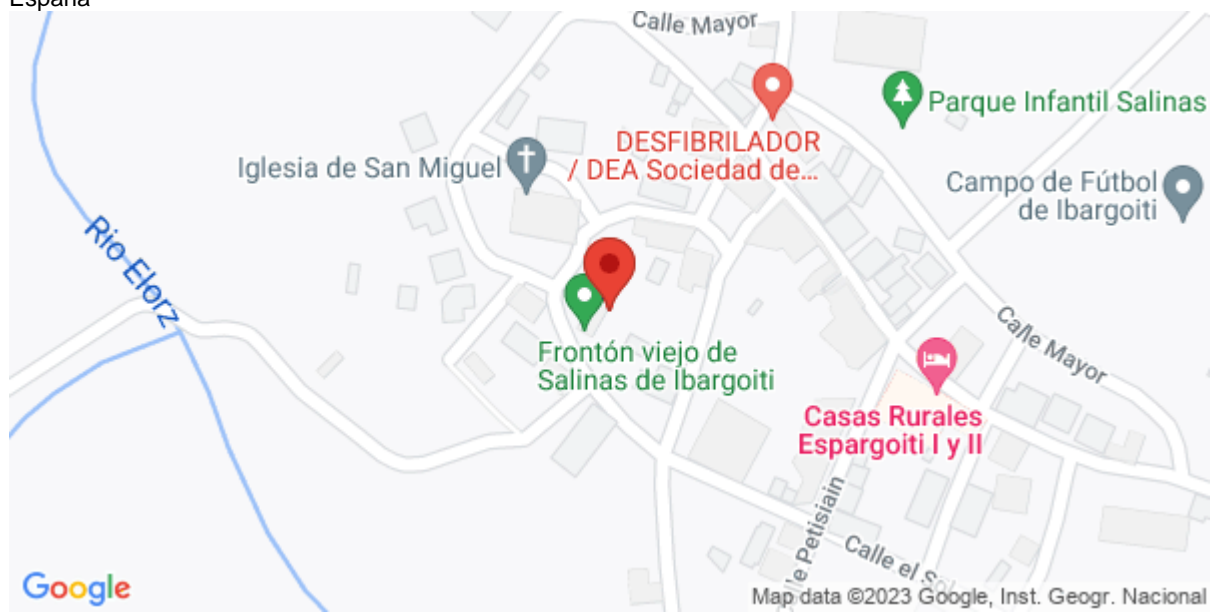 España
Calle Mayor
Parque Infantil Salinas
DESFIBRILADOR
/ DEA Sociedad de...
Iglesia de San Miguel
Campo de Fútbol
de Ibargoiti
Rio Elorz
Frontón viejo de
Salinas de Ibargoiti
Calle Mayor
Casas Rurales
Espargoiti I y II
Petisiain
Calle el
Google
Map data ©2023 Google, Inst. Geogr. Nacional